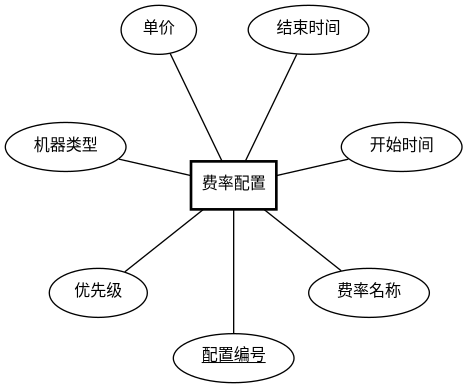 单价
结束时间
机器类型
开始时间
费率配置
优先级
费率名称
配置编号